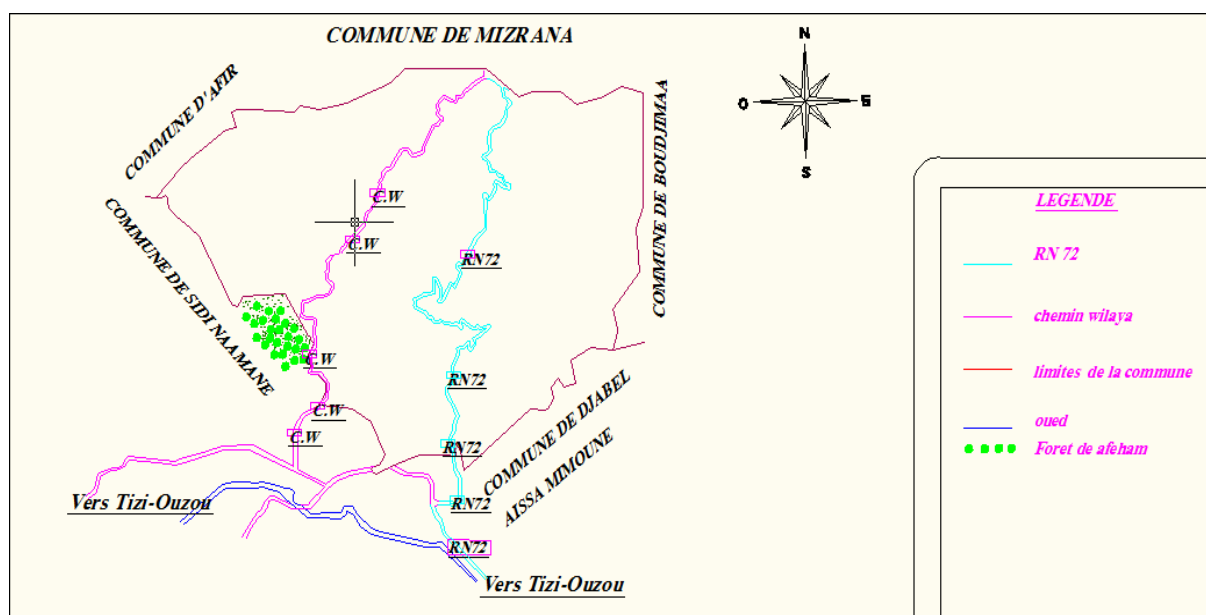 COMMUNE DE MIZRANA
COMMUNE D'AFIR
COMMUNE DE SIDI NAAMANE
COMMUNE DE BOUDJIMAA
COMMUNE DE DJABEL
AISSA MIMOUNE
C.W
C.W
C.W
C.W
C.W
RN72
RN72
RN72
RN72
RN72
Vers Tizi-Ouzou
Vers Tizi-Ouzou
N
O
E
S
LEGENDE
RN 72
chemin wilaya
limites de la commune
oued
Foret de afeham